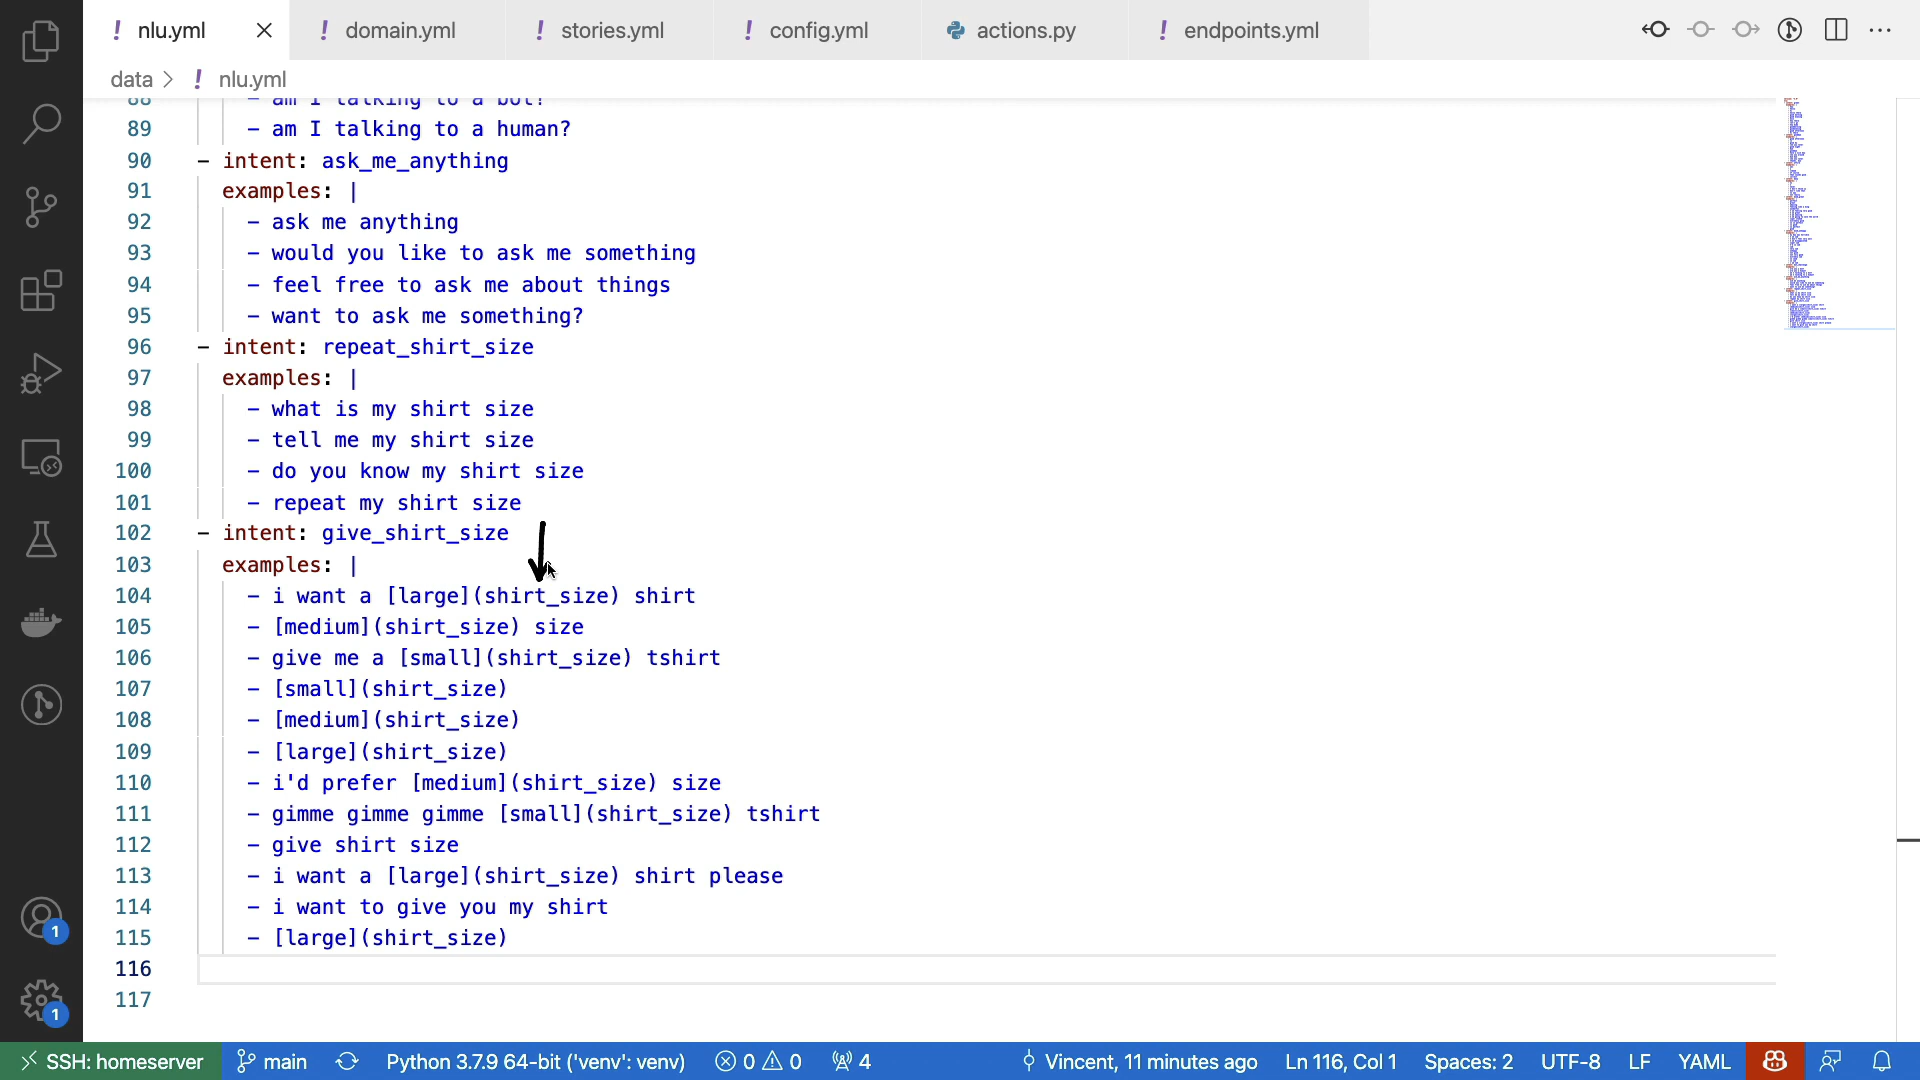 ! nlu.yml
! domain.yml
! stories.yml
! config.yml
actions.py
! endpoints.yml
data > ! nlu.yml
88 - am I talking to a bot?
89 - am I talking to a human?
90 - intent: ask_me_anything
91 examples: |
92 - ask me anything
93 - would you like to ask me something
94 - feel free to ask me about things
95 - want to ask me something?
96 - intent: repeat_shirt_size
97 examples: |
98 - what is my shirt size
99 - tell me my shirt size
100 - do you know my shirt size
101 - repeat my shirt size
102 - intent: give_shirt_size
103 examples: |
104 - i want a [large](shirt_size) shirt
105 - [medium](shirt_size) size
106 - give me a [small](shirt_size) tshirt
107 - [small](shirt_size)
108 - [medium](shirt_size)
109 - [large](shirt_size)
110 - i'd prefer [medium](shirt_size) size
111 - gimme gimme gimme [small](shirt_size) tshirt
112 - give shirt size
113 - i want a [large](shirt_size) shirt please
114 - i want to give you my shirt
115 - [large](shirt_size)
116
117
1
1
SSH: homeserver
main
Python 3.7.9 64-bit ('venv': venv)
0 0
4
Vincent, 11 minutes ago
Ln 116, Col 1
Spaces: 2
UTF-8
LF
YAML